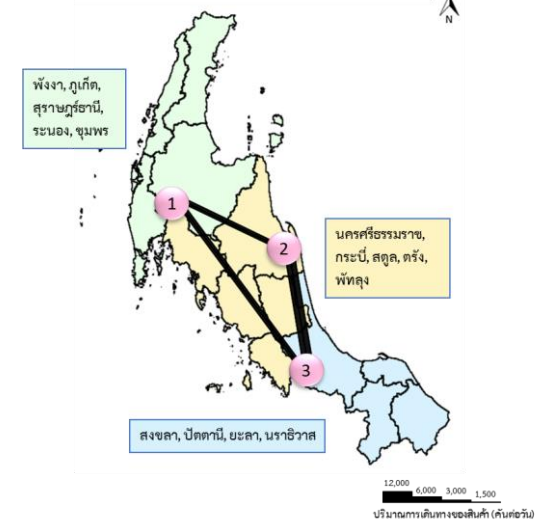 N
พังงา, ภูเก็ต,
สุราษฎร์ธานี,
ระนอง, ชุมพร
1
2
นครศรีธรรมราช,
กระบี่, สตูล, ตรัง,
พัทลุง
3
สงขลา, ปัตตานี, ยะลา, นราธิวาส
12,000
6,000
3,000
1,500
ปริมาณการเดินทางของสินค้า (คันต่อวัน)